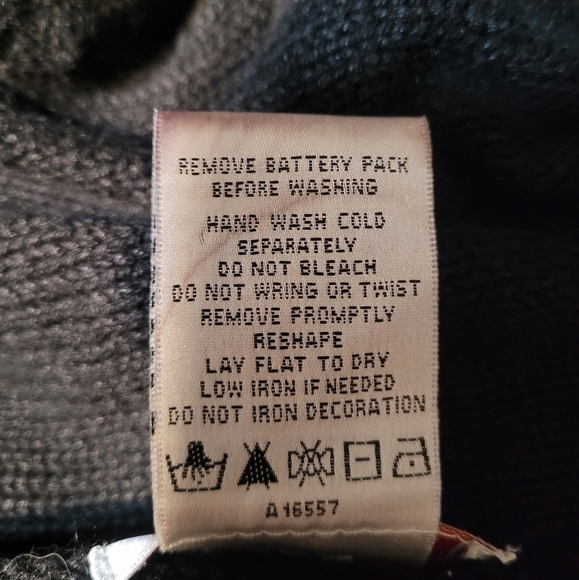 REMOVE BATTERY PACK
BEFORE WASHING
HAND WASH COLD
SEPARATELY
DO NOT BLEACH
DO NOT WRING OR TWIST
REMOVE PROMPTLY
RESHAPE
LAY FLAT TO DRY
LOW IRON IF NEEDED
DO NOT IRON DECORATION
A16557